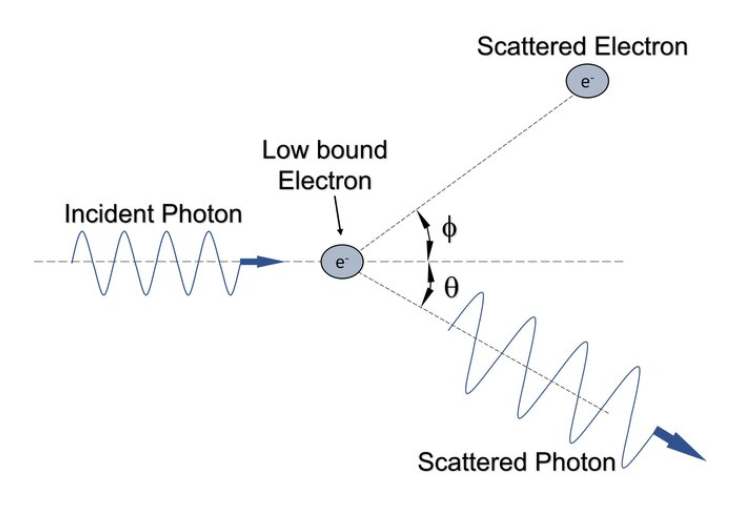 Scattered Electron
e⁻
Low bound
Electron
Incident Photon
e⁻
ϕ
θ
Scattered Photon